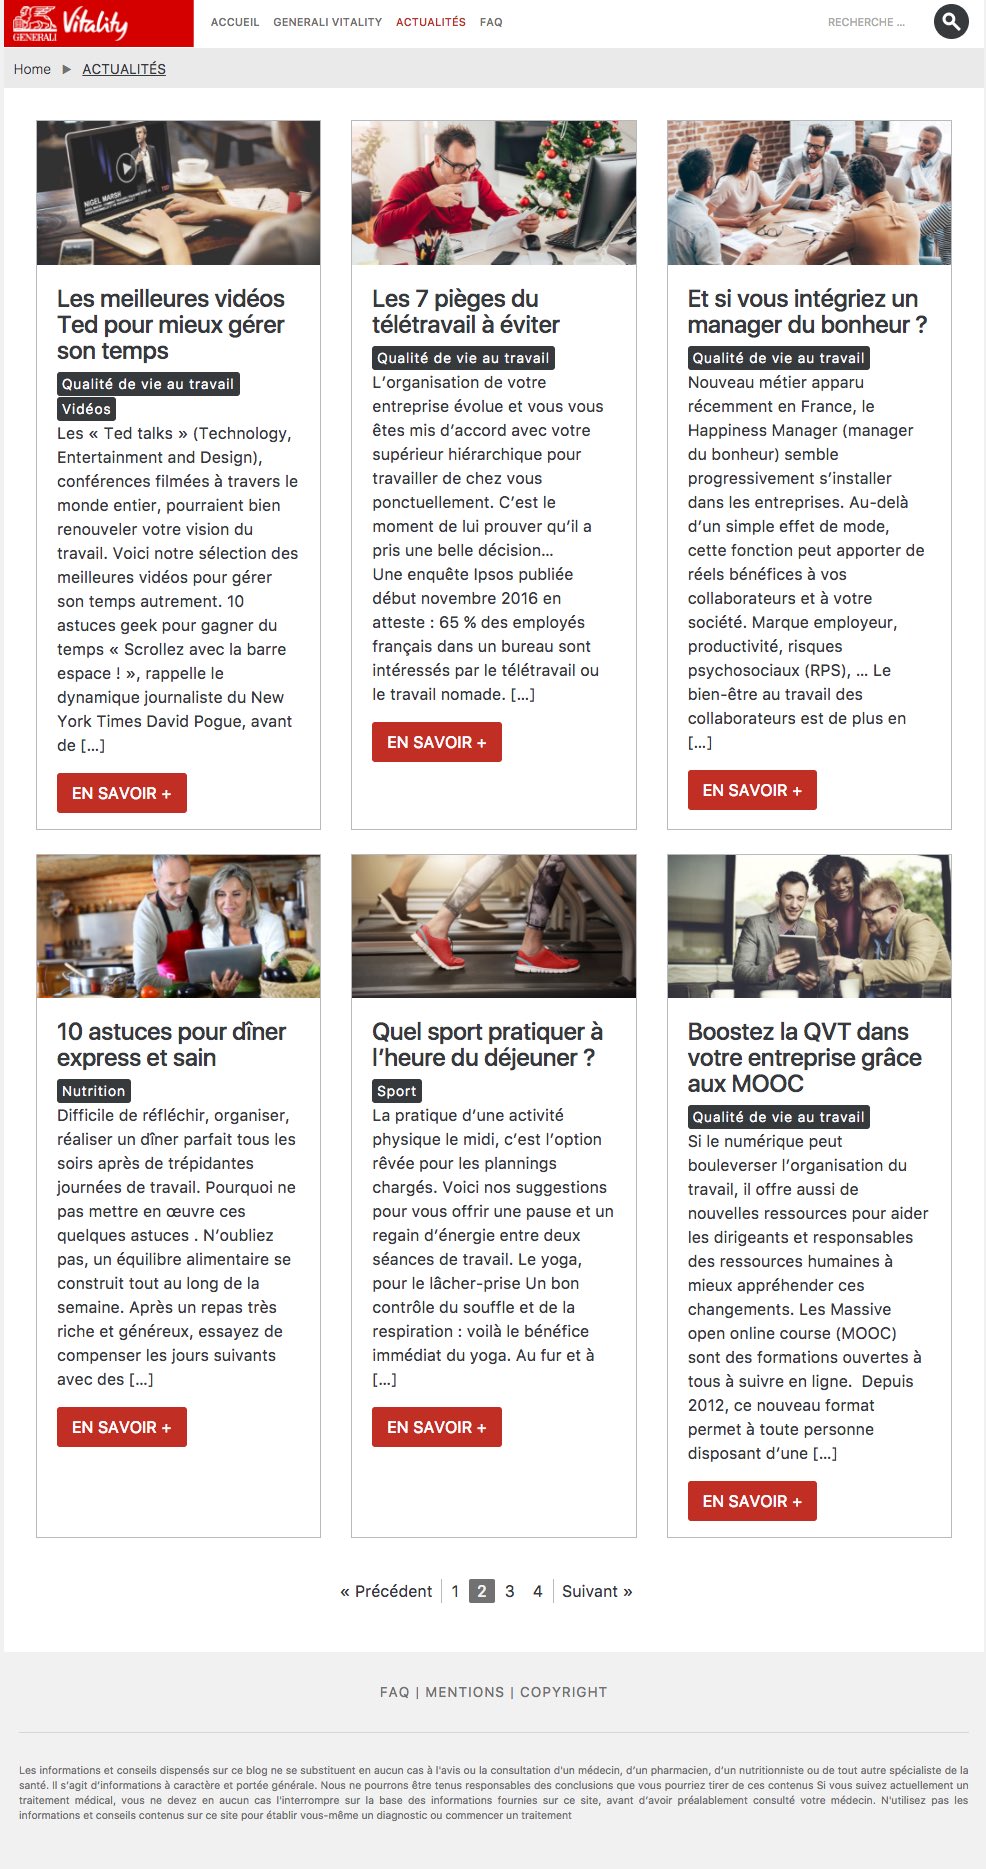 GENERALI
Vitality
ACCUEIL GENERALI VITALITY ACTUALITÉS FAQ
RECHERCHE ...
Home ▶ ACTUALITÉS
NIGEL MARSH
TED
Les meilleures vidéos
Ted pour mieux gérer
son temps
Qualité de vie au travail
Vidéos
Les « Ted talks » (Technology,
Entertainment and Design),
conférences filmées à travers le
monde entier, pourraient bien
renouveler votre vision du
travail. Voici notre sélection des
meilleures vidéos pour gérer
son temps autrement. 10
astuces geek pour gagner du
temps « Scrollez avec la barre
espace ! », rappelle le
dynamique journaliste du New
York Times David Pogue, avant
de [...]
EN SAVOIR +
Les 7 pièges du
télétravail à éviter
Qualité de vie au travail
L’organisation de votre
entreprise évolue et vous vous
êtes mis d’accord avec votre
supérieur hiérarchique pour
travailler de chez vous
ponctuellement. C’est le
moment de lui prouver qu’il a
pris une belle décision…
Une enquête Ipsos publiée
début novembre 2016 en
atteste : 65 % des employés
français dans un bureau sont
intéressés par le télétravail ou
le travail nomade. [...]
EN SAVOIR +
Et si vous intégriez un
manager du bonheur ?
Qualité de vie au travail
Nouveau métier apparu
récemment en France, le
Happiness Manager (manager
du bonheur) semble
progressivement s’installer
dans les entreprises. Au-delà
d’un simple effet de mode,
cette fonction peut apporter de
réels bénéfices à vos
collaborateurs et à votre
société. Marque employeur,
productivité, risques
psychosociaux (RPS), … Le
bien-être au travail des
collaborateurs est de plus en
[...]
EN SAVOIR +
10 astuces pour dîner
express et sain
Nutrition
Difficile de réfléchir, organiser,
réaliser un dîner parfait tous les
soirs après de trépidantes
journées de travail. Pourquoi ne
pas mettre en œuvre ces
quelques astuces . N’oubliez
pas, un équilibre alimentaire se
construit tout au long de la
semaine. Après un repas très
riche et généreux, essayez de
compenser les jours suivants
avec des [...]
EN SAVOIR +
Quel sport pratiquer à
l’heure du déjeuner ?
Sport
La pratique d’une activité
physique le midi, c’est l’option
rêvée pour les plannings
chargés. Voici nos suggestions
pour vous offrir une pause et un
regain d’énergie entre deux
séances de travail. Le yoga,
pour le lâcher-prise Un bon
contrôle du souffle et de la
respiration : voilà le bénéfice
immédiat du yoga. Au fur et à
[...]
EN SAVOIR +
Boostez la QVT dans
votre entreprise grâce
aux MOOC
Qualité de vie au travail
Si le numérique peut
bouleverser l’organisation du
travail, il offre aussi de
nouvelles ressources pour aider
les dirigeants et responsables
des ressources humaines à
mieux appréhender ces
changements. Les Massive
open online course (MOOC)
sont des formations ouvertes à
tous à suivre en ligne.  Depuis
2012, ce nouveau format
permet à toute personne
disposant d’une [...]
EN SAVOIR +
« Précédent 1 2 3 4 Suivant »
FAQ | MENTIONS | COPYRIGHT
Les informations et conseils dispensés sur ce blog ne se substituent en aucun cas à l'avis ou la consultation d'un médecin, d'un pharmacien, d'un nutritionniste ou de tout autre spécialiste de la
santé. Il s'agit d'informations à caractère et portée générale. Nous ne pourrons être tenus responsables des conclusions que vous pourriez tirer de ces contenus Si vous suivez actuellement un
traitement médical, vous ne devez en aucun cas l'interrompre sur la base des informations fournies sur ce site, avant d'avoir préalablement consulté votre médecin. N'utilisez pas les
informations et conseils contenus sur ce site pour établir vous-même un diagnostic ou commencer un traitement